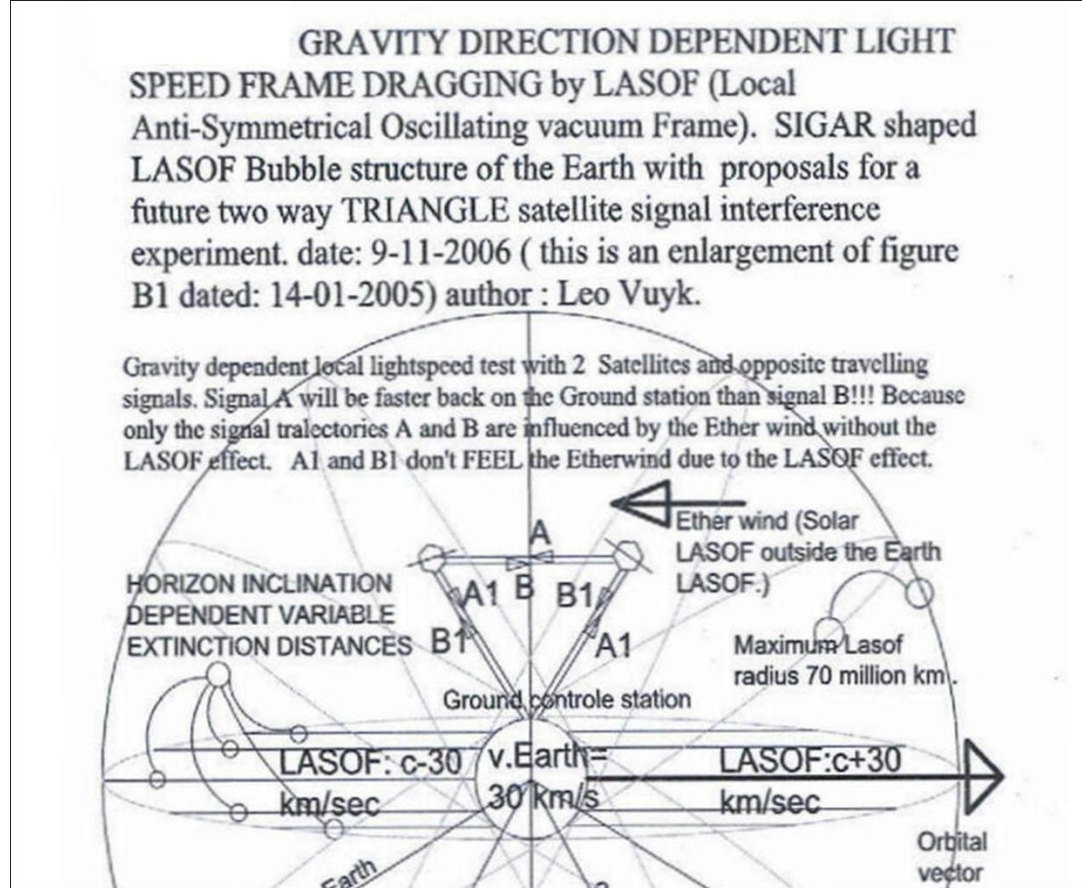 GRAVITY DIRECTION DEPENDENT LIGHT
SPEED FRAME DRAGGING by LASOF (Local
Anti-Symmetrical Oscillating vacuum Frame). SIGAR shaped
LASOF Bubble structure of the Earth with proposals for a
future two way TRIANGLE satellite signal interference
experiment. date: 9-11-2006 ( this is an enlargement of figure
B1 dated: 14-01-2005) author : Leo Vuyk.
Gravity dependent local lightspeed test with 2 Satellites and opposite travelling
signals. Signal A will be faster back on the Ground station than signal B!!! Because
only the signal tralectories A and B are influenced by the Ether wind without the
LASOF effect. A1 and B1 don't FEEL the Etherwind due to the LASOF effect.
Ether wind (Solar
LASOF outside the Earth
LASOF.)
A
B
A1
B1
B1
A1
HORIZON INCLINATION
DEPENDENT VARIABLE
EXTINCTION DISTANCES
Maximum Lasof
radius 70 million km.
Ground controle station
LASOF: c-30
km/sec
v.Earth=
30 km/s
LASOF:c+30
km/sec
Orbital
vector
Earth